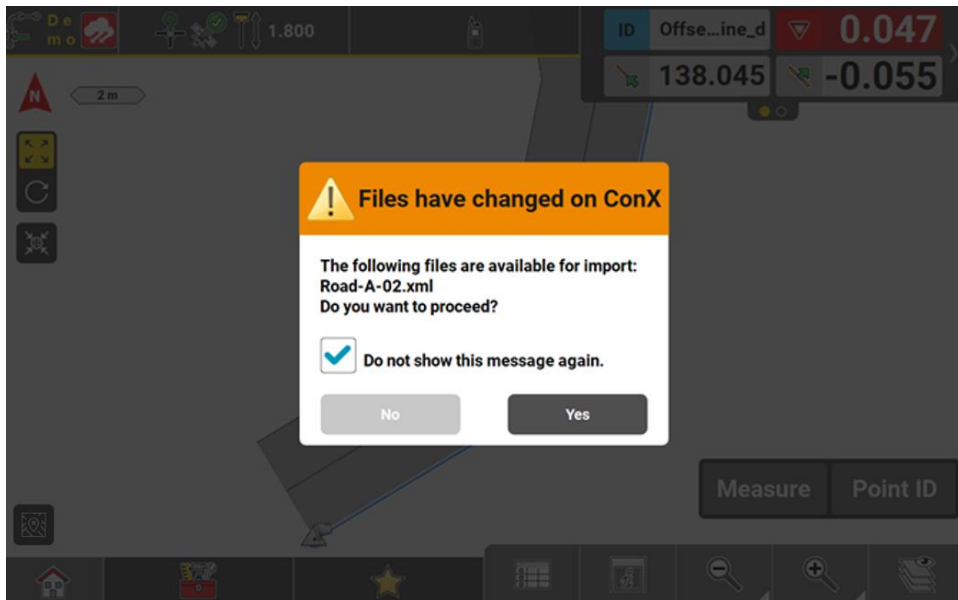 De
mo
1.800
ID
Offse...ine_d
0.047
138.045
-0.055
N
2 m
Files have changed on ConX
The following files are available for import:
Road-A-02.xml
Do you want to proceed?
Do not show this message again.
No
Yes
Measure
Point ID